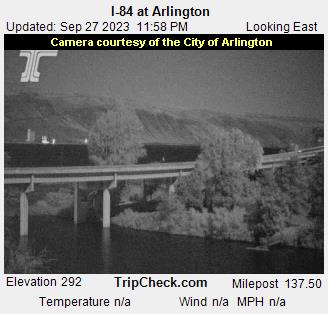 I-84 at Arlington
Updated: Sep 27 2023 11:58 PM Looking East
Camera courtesy of the City of Arlington
Elevation 292 TripCheck.com Milepost 137.50
Temperature n/a Wind n/a MPH n/a